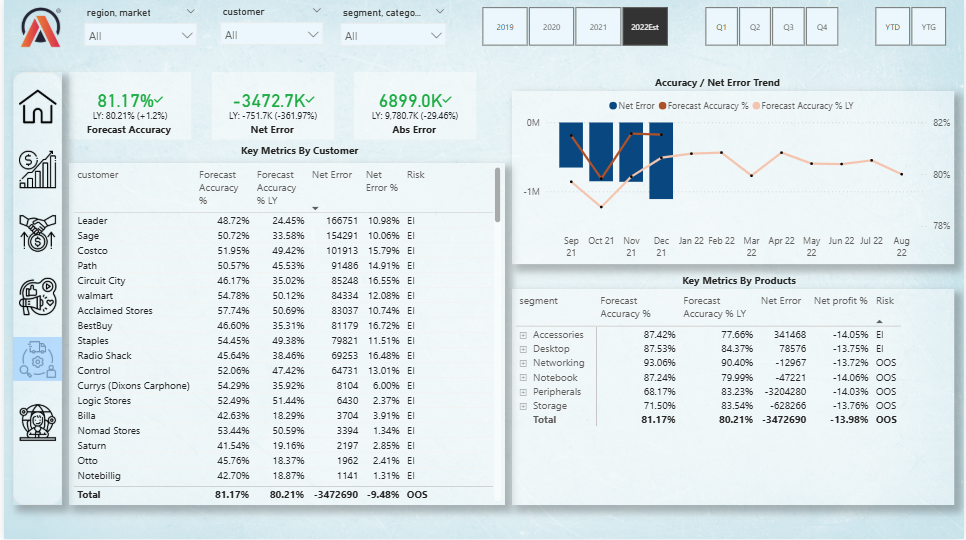 region, market
customer
segment, catego...
All
All
All
2019
2020
2021
2022Est
Q1
Q2
Q3
Q4
YTD
YTG
81.17%
LY: 80.21% (+1.2%)
Forecast Accuracy
-3472.7K
LY: -751.7K (-361.97%)
Net Error
6899.0K
LY: 9,780.7K (-29.46%)
Abs Error
Key Metrics By Customer
customer Forecast Accuracy % Forecast Accuracy % LY Net Error Net Error % Risk
Leader 48.72% 24.45% 166751 10.98% EI
Sage 50.72% 33.58% 154291 10.06% EI
Costco 51.95% 49.42% 101913 15.79% EI
Path 50.57% 45.53% 91486 14.91% EI
Circuit City 46.17% 35.02% 85248 16.55% EI
walmart 54.78% 50.12% 84334 12.08% EI
Acclaimed Stores 57.74% 50.69% 83037 10.74% EI
BestBuy 46.60% 35.31% 81179 16.72% EI
Staples 54.45% 49.38% 79821 11.51% EI
Radio Shack 45.64% 38.46% 69253 16.48% EI
Control 52.06% 47.42% 64731 13.01% EI
Currys (Dixons Carphone) 54.29% 35.92% 8104 6.00% EI
Logic Stores 52.49% 51.44% 6430 2.37% EI
Billa 42.63% 18.29% 3704 3.91% EI
Nomad Stores 53.44% 50.59% 3394 1.34% EI
Saturn 41.54% 19.16% 2197 2.85% EI
Otto 45.76% 18.37% 1962 2.41% EI
Notebillig 42.70% 18.87% 1141 1.31% EI
Total 81.17% 80.21% -3472690 -9.48% OOS
Accuracy / Net Error Trend
Net Error Forecast Accuracy % Forecast Accuracy % LY
0M
-1M
82%
80%
78%
Sep 21
Oct 21
Nov 21
Dec 21
Jan 22
Feb 22
Mar 22
Apr 22
May 22
Jun 22
Jul 22
Aug 22
Key Metrics By Products
segment Forecast Accuracy % Forecast Accuracy % LY Net Error Net profit % Risk
Accessories 87.42% 77.66% 341468 -14.05% EI
Desktop 87.53% 84.37% 78576 -13.75% EI
Networking 93.06% 90.40% -12967 -13.72% OOS
Notebook 87.24% 79.99% -47221 -14.06% OOS
Peripherals 68.17% 83.23% -3204280 -14.03% OOS
Storage 71.50% 83.54% -628266 -13.76% OOS
Total 81.17% 80.21% -3472690 -13.98% OOS